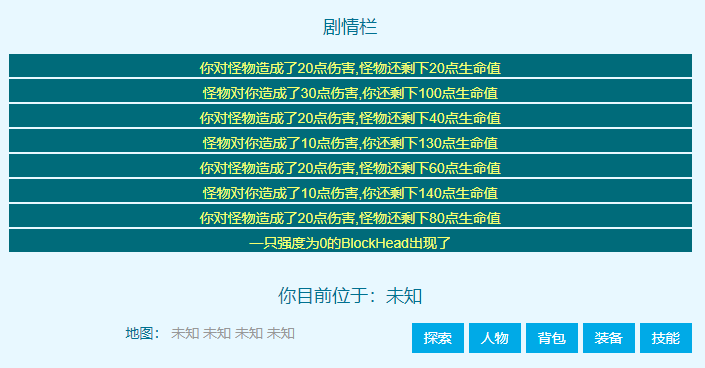 剧情栏
你对怪物造成了20点伤害,怪物还剩下20点生命值
怪物对你造成了30点伤害,你还剩下100点生命值
你对怪物造成了20点伤害,怪物还剩下40点生命值
怪物对你造成了10点伤害,你还剩下130点生命值
你对怪物造成了20点伤害,怪物还剩下60点生命值
怪物对你造成了10点伤害,你还剩下140点生命值
你对怪物造成了20点伤害,怪物还剩下80点生命值
一只强度为0的BlockHead出现了
你目前位于：未知
地图： 未知 未知 未知 未知 探索 人物 背包 装备 技能